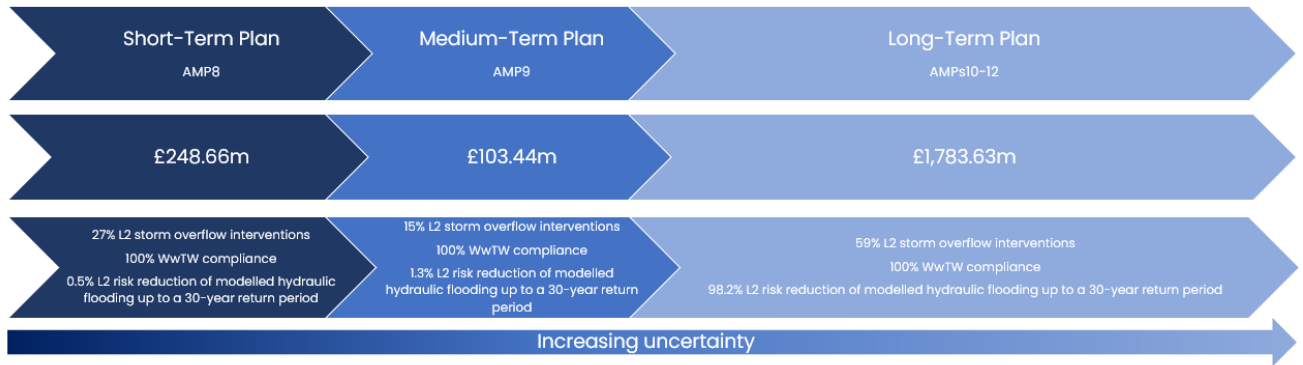 Short-Term Plan
AMP8
Medium-Term Plan
AMP9
Long-Term Plan
AMPs10-12
£248.66m
£103.44m
£1,783.63m
27% L2 storm overflow interventions
100% WwTW compliance
0.5% L2 risk reduction of modelled hydraulic
flooding up to a 30-year return period
15% L2 storm overflow interventions
100% WwTW compliance
1.3% L2 risk reduction of modelled
hydraulic flooding up to a 30-year return
period
59% L2 storm overflow interventions
100% WwTW compliance
98.2% L2 risk reduction of modelled hydraulic flooding up to a 30-year return period
Increasing uncertainty